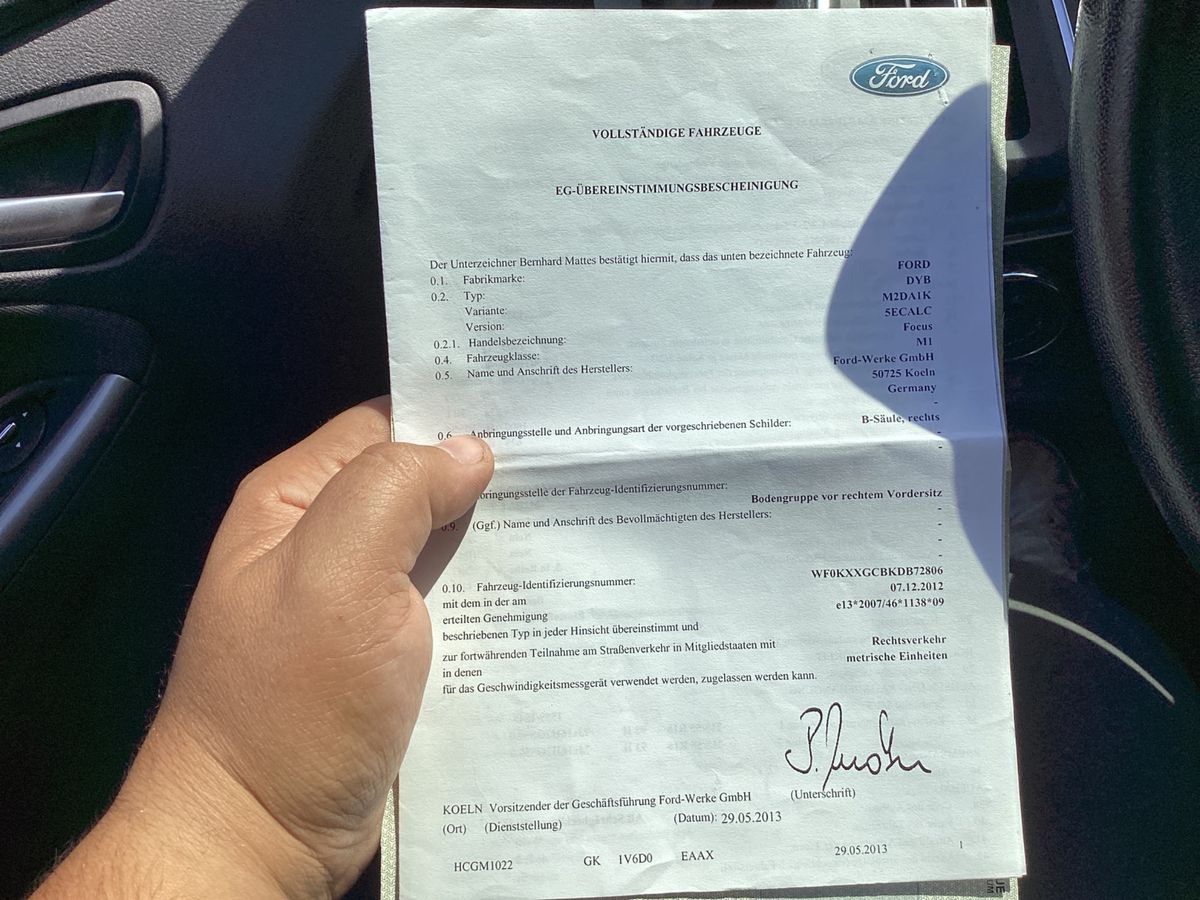 Ford
VOLLSTÄNDIGE FAHRZEUGE
EG-ÜBEREINSTIMMUNGSBESCHEINIGUNG
Der Unterzeichner Bernhard Mattes bestätigt hiermit, dass das unten bezeichnete Fahrzeug:
0.1. Fabrikmarke: FORD
0.2. Typ: DYB
Variante: M2DA1K
Version: 5ECALC
0.2.1. Handelsbezeichnung: Focus
0.4. Fahrzeugklasse: M1
0.5. Name und Anschrift des Herstellers: Ford-Werke GmbH
50725 Koeln
Germany
-
0.6. Anbringungsstelle und Anbringungsart der vorgeschriebenen Schilder: B-Säule, rechts
-
-
bringungsstelle der Fahrzeug-Identifizierungsnummer:
Bodengruppe vor rechtem Vordersitz
0.9. (Ggf.) Name und Anschrift des Bevollmächtigten des Herstellers: -
-
-
-
0.10. Fahrzeug-Identifizierungsnummer: WF0KXXGCBKDB72806
mit dem in der am 07.12.2012
erteilten Genehmigung e13*2007/46*1138*09
beschriebenen Typ in jeder Hinsicht übereinstimmt und
zur fortwährenden Teilnahme am Straßenverkehr in Mitgliedstaaten mit Rechtsverkehr
in denen metrische Einheiten
für das Geschwindigkeitsmessgerät verwendet werden, zugelassen werden kann.
KOELN Vorsitzender der Geschäftsführung Ford-Werke GmbH (Unterschrift)
(Ort) (Dienststellung) (Datum): 29.05.2013
HCGM1022 GK 1V6D0 EAAX 29.05.2013 1